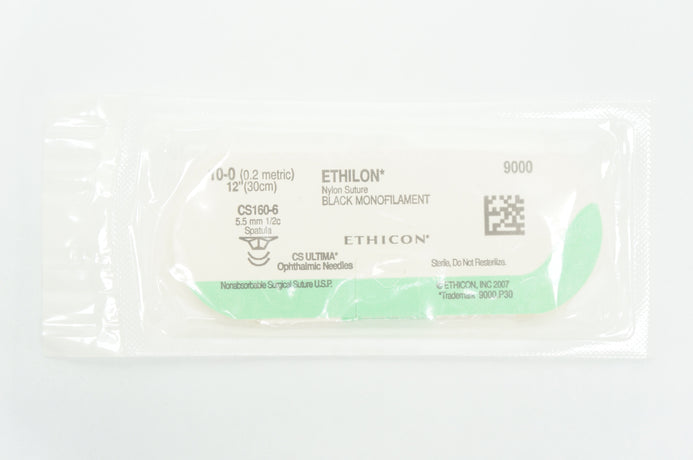 10-0 (0.2 metric)
12"(30cm)
CS160-6
5.5 mm 1/2c
Spatula
CS ULTIMA*
Ophthalmic Needles
Nonabsorbable Surgical Suture U.S.P.
ETHILON*
Nylon Suture
BLACK MONOFILAMENT
ETHICON*
9000
Sterile, Do Not Resterilize.
© ETHICON, INC 2007
*Trademark 9000.P30